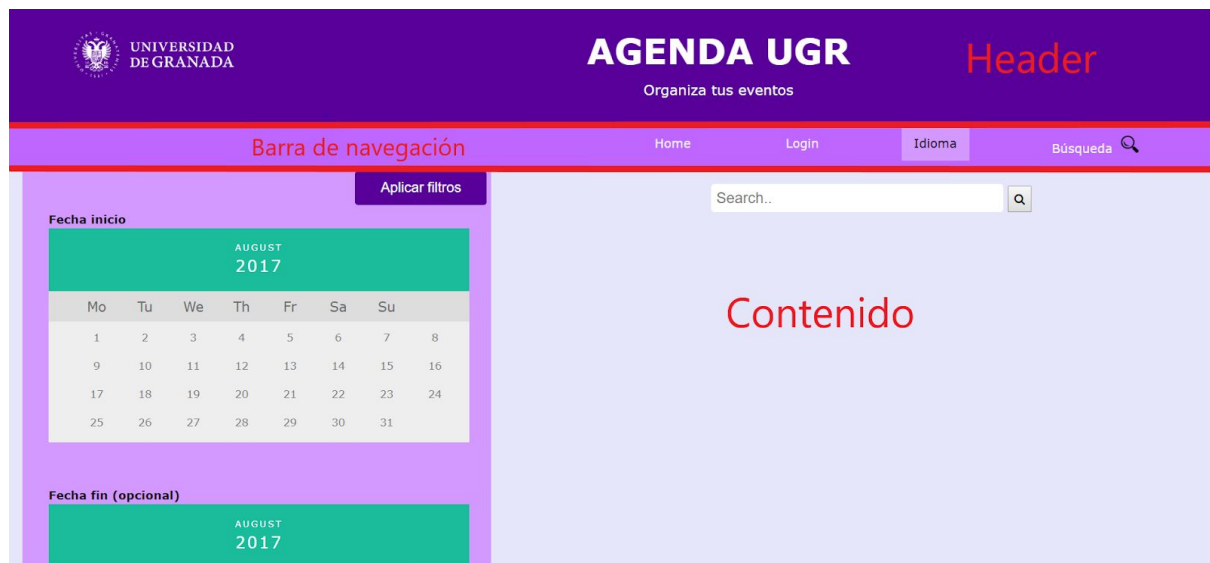 UNIVERSIDAD
DE GRANADA
AGENDA UGR
Organiza tus eventos
Header
Barra de navegación
Home Login Idioma Búsqueda
Aplicar filtros
Fecha inicio
AUGUST
2017
Mo Tu We Th Fr Sa Su
1 2 3 4 5 6 7 8
9 10 11 12 13 14 15 16
17 18 19 20 21 22 23 24
25 26 27 28 29 30 31
Fecha fin (opcional)
AUGUST
2017
Search..
Contenido